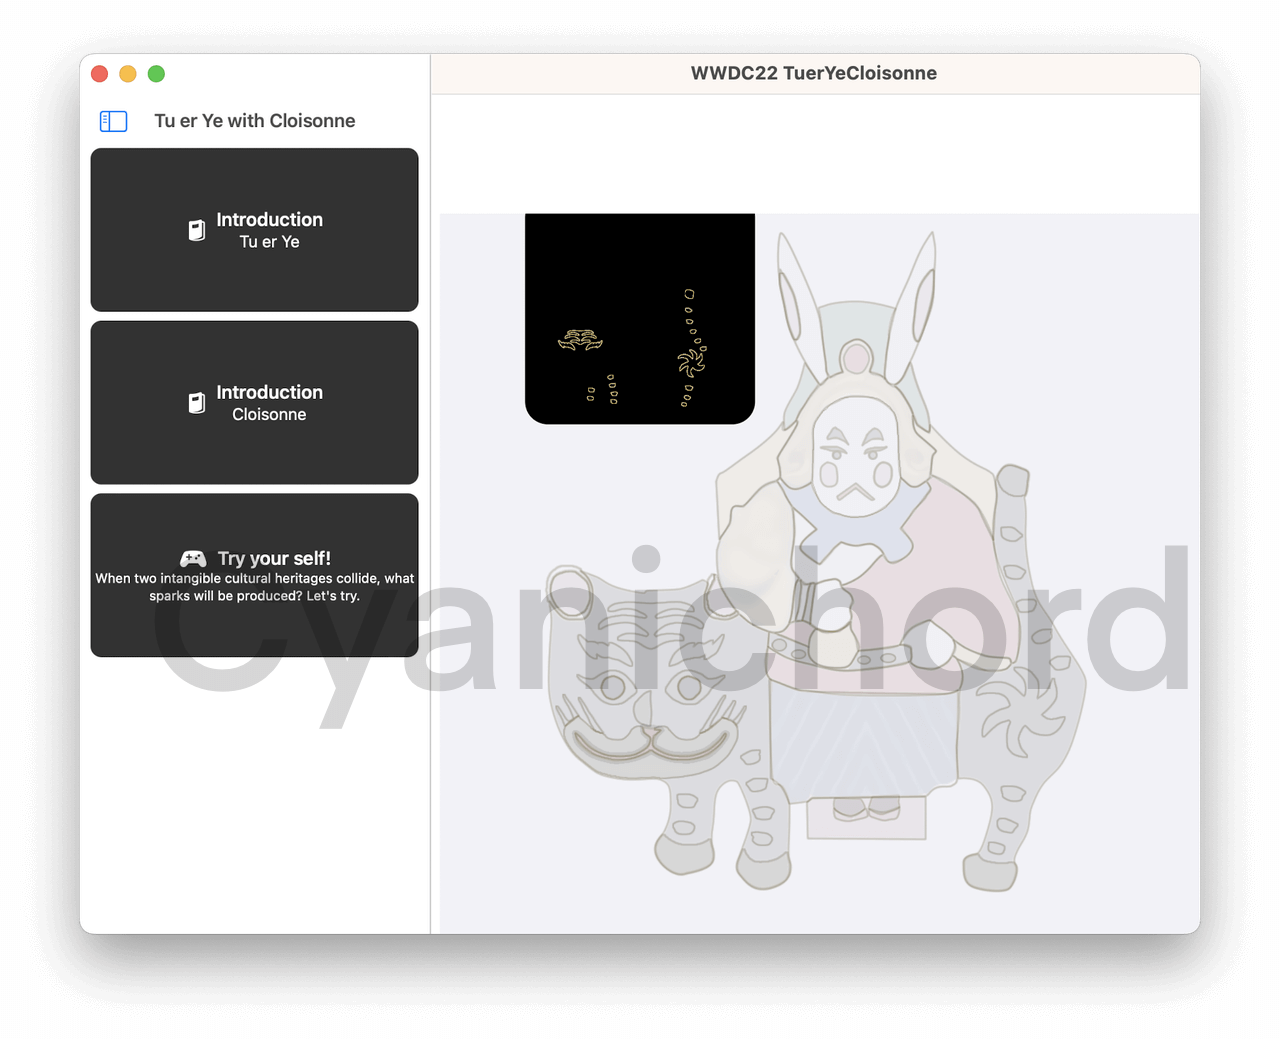 WWDC22 TuerYeCloisonne
Tu er Ye with Cloisonne
Introduction
Tu er Ye
Introduction
Cloisonne
Try your self!
When two intangible cultural heritages collide, what
sparks will be produced? Let's try.
Cyanichord